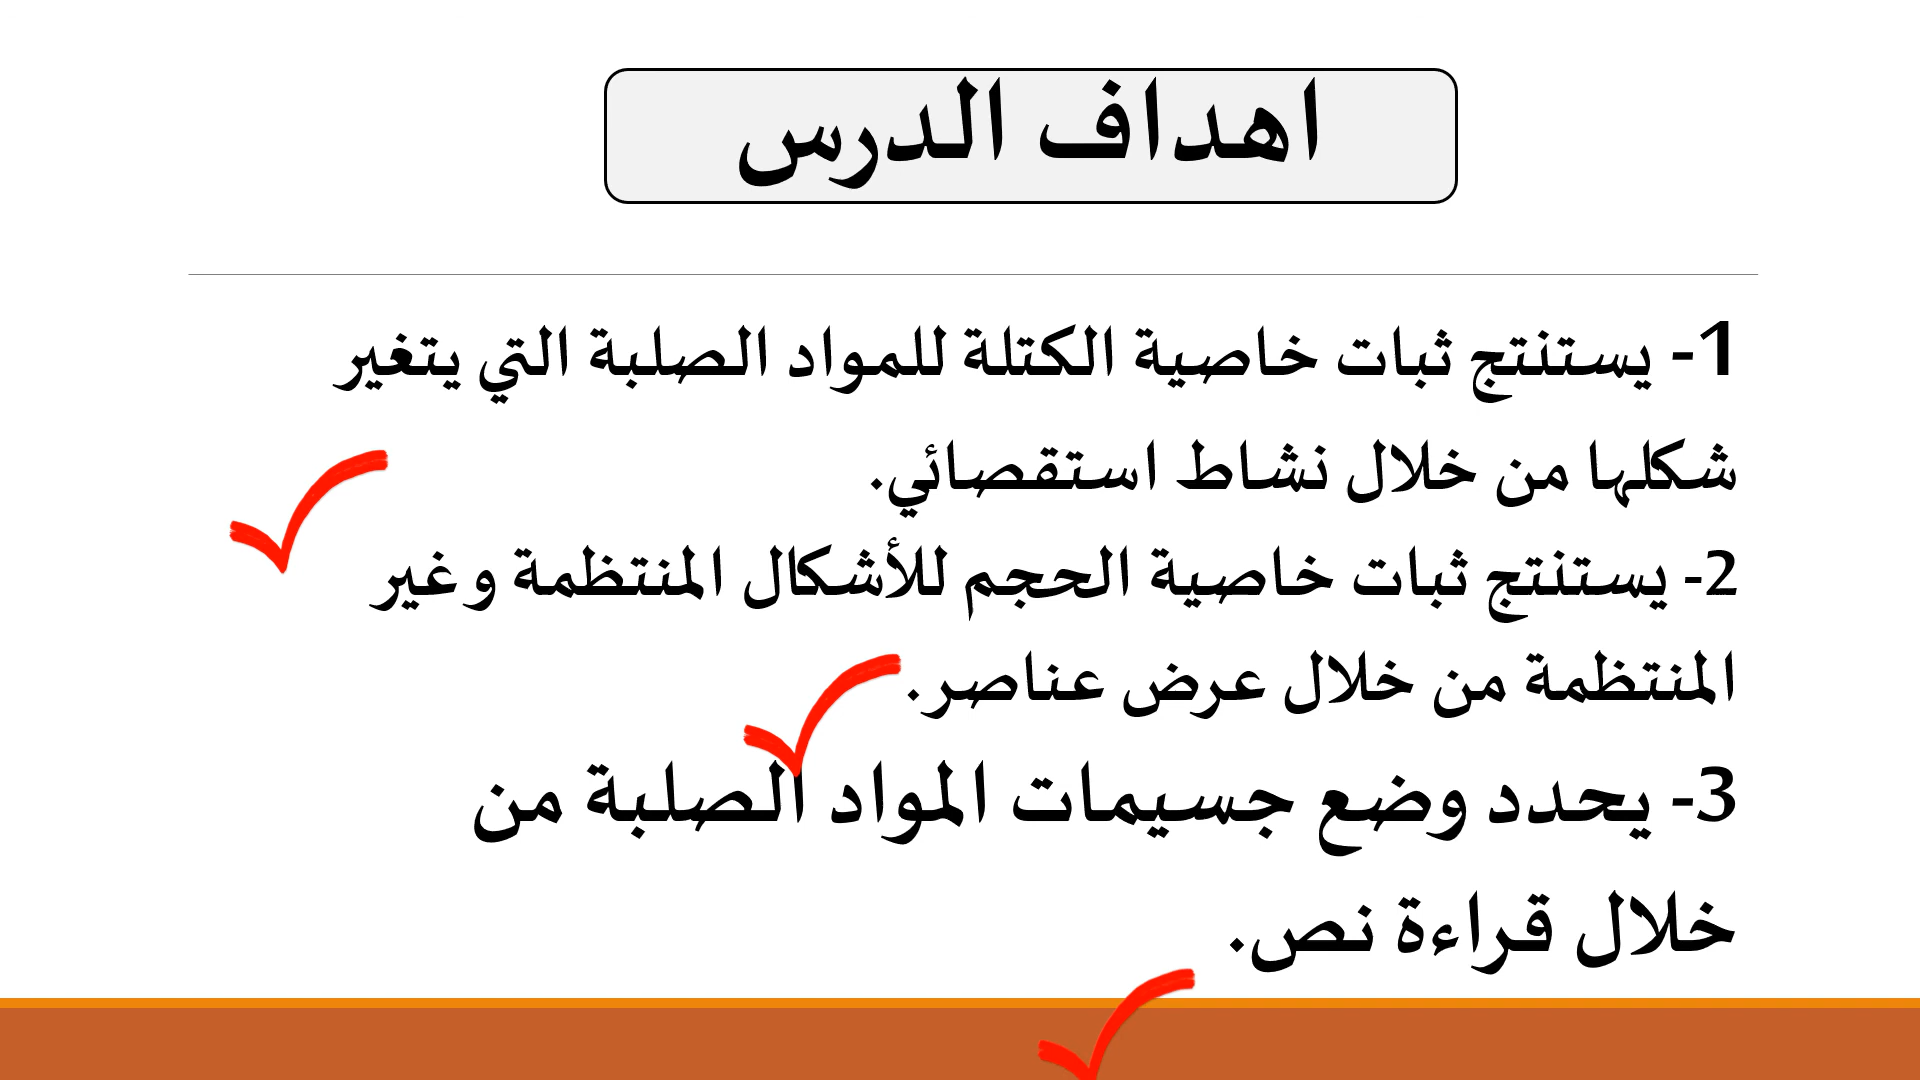 اهداف الدرس
1- يستنتج ثبات خاصية الكتلة للمواد الصلبة التي يتغير
شكلها من خلال نشاط استقصائي.
2- يستنتج ثبات خاصية الحجم للأشكال المنتظمة وغير
المنتظمة من خلال عرض عناصر.
3- يحدد وضع جسيمات المواد الصلبة من
خلال قراءة نص.